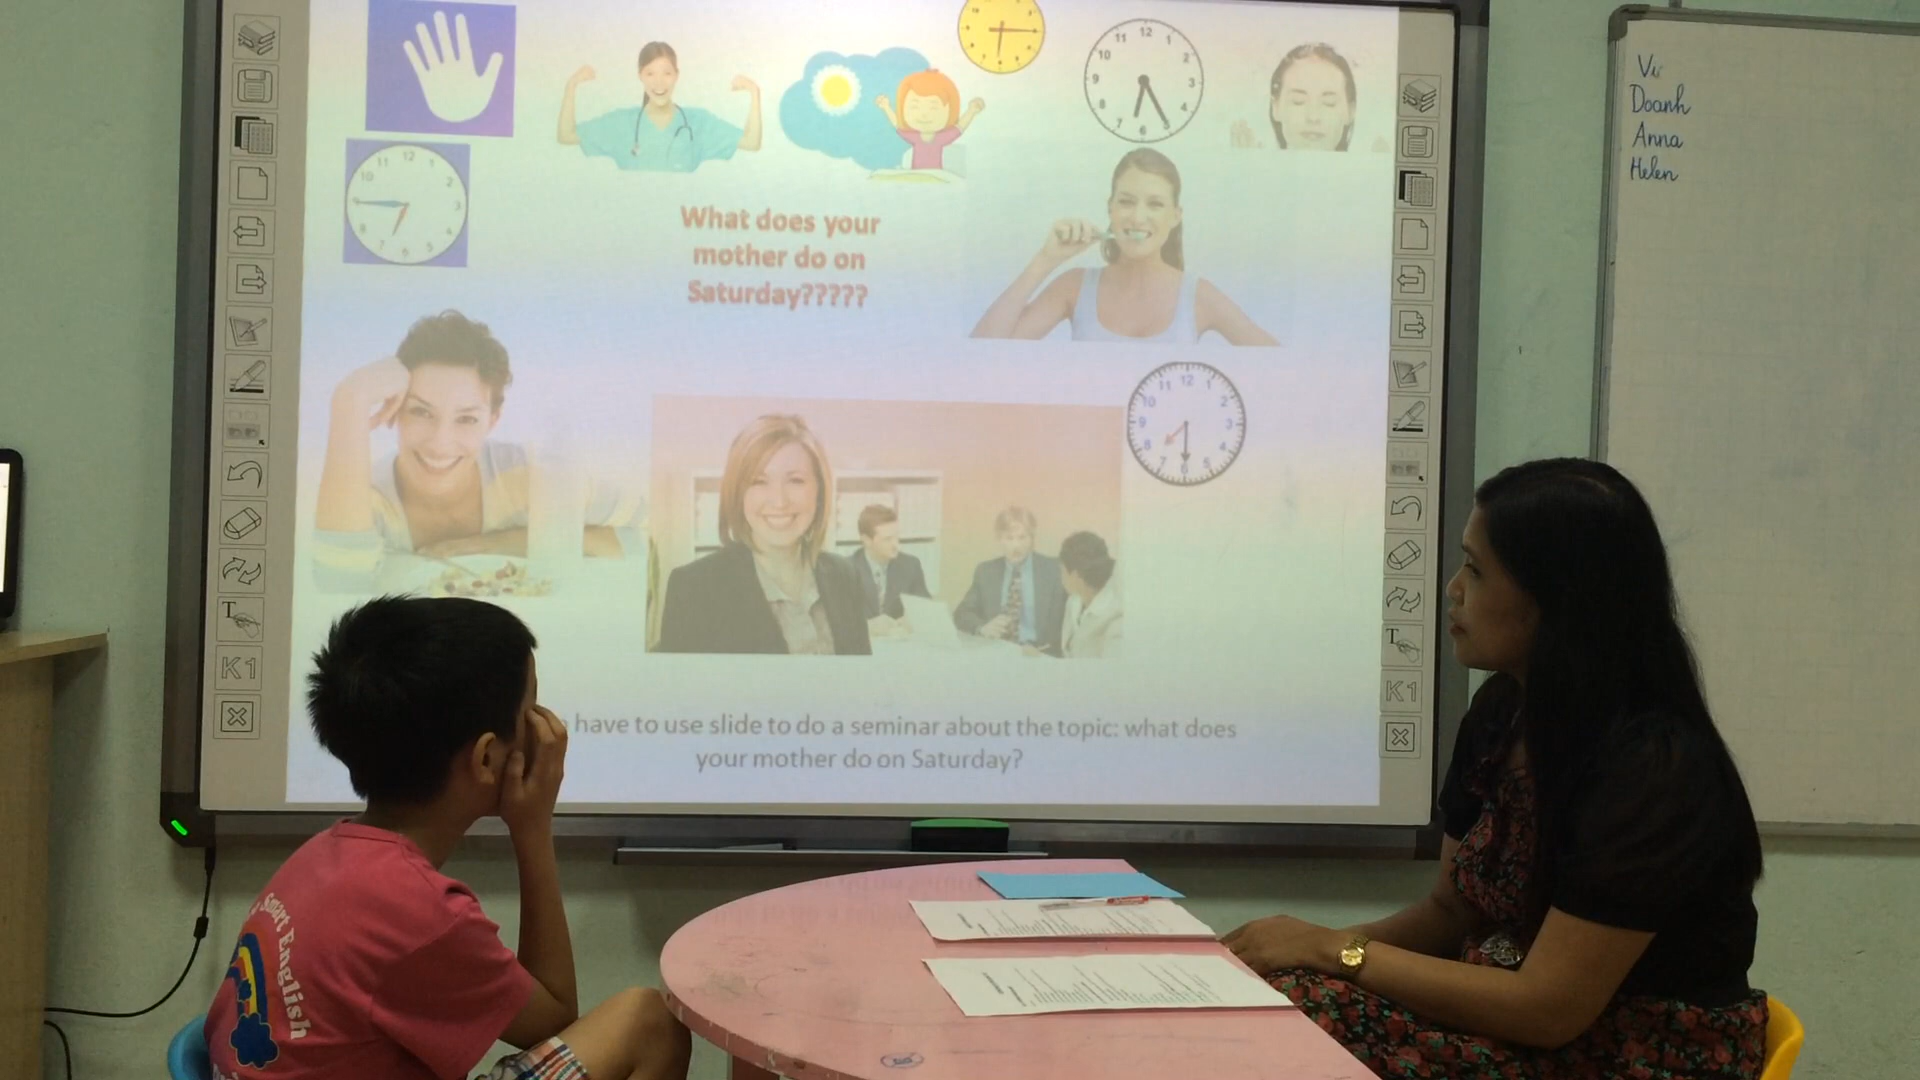 What does your
mother do on
Saturday?????
have to use slide to do a seminar about the topic: what does
your mother do on Saturday?
Doanh
Anna
Helen
Smart English
T
K1
T
K1